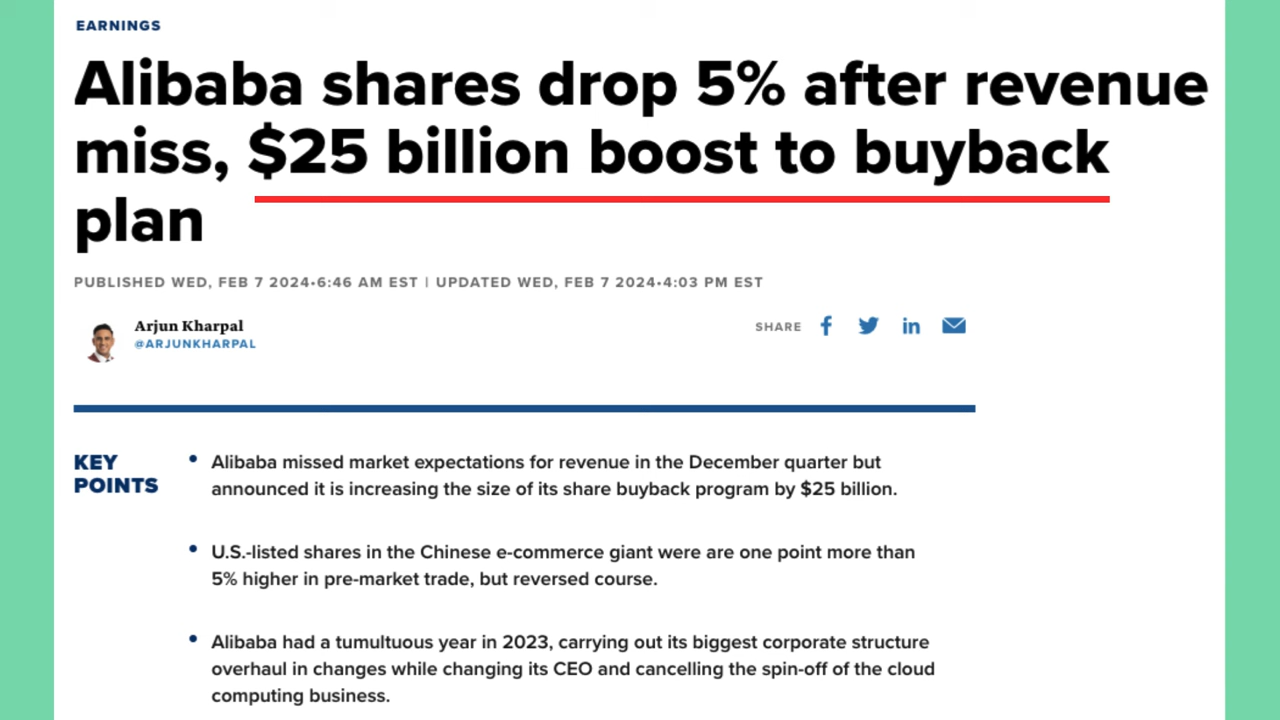 EARNINGS
Alibaba shares drop 5% after revenue
miss, $25 billion boost to buyback
plan
PUBLISHED WED, FEB 7 2024•6:46 AM EST | UPDATED WED, FEB 7 2024•4:03 PM EST
Arjun Kharpal
@ARJUNKHARPAL
SHARE
KEY
POINTS
• Alibaba missed market expectations for revenue in the December quarter but
announced it is increasing the size of its share buyback program by $25 billion.
• U.S.-listed shares in the Chinese e-commerce giant were are one point more than
5% higher in pre-market trade, but reversed course.
• Alibaba had a tumultuous year in 2023, carrying out its biggest corporate structure
overhaul in changes while changing its CEO and cancelling the spin-off of the cloud
computing business.